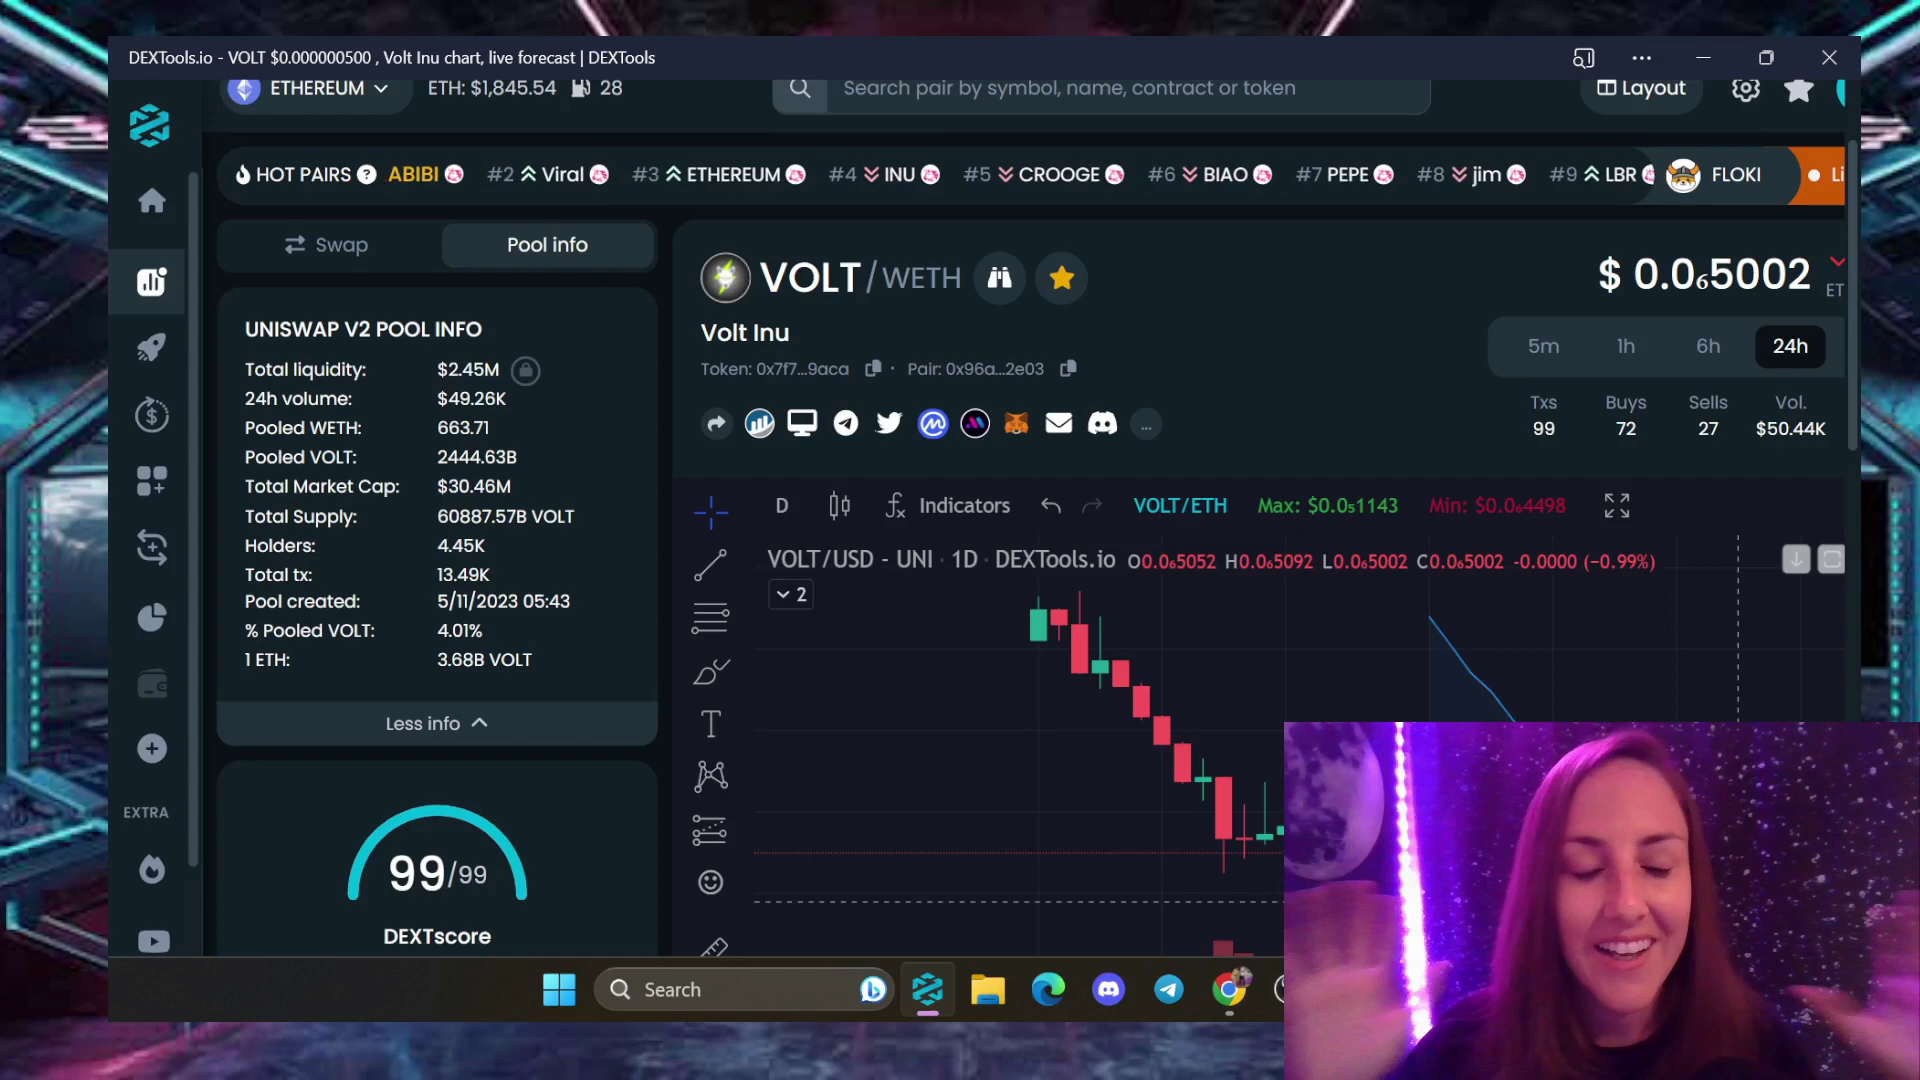 DEXTools.io - VOLT $0.000000500 , Volt Inu chart, live forecast | DEXTools
ETHEREUM
ETH: $1,845.54
28
Search pair by symbol, name, contract or token
Layout
HOT PAIRS ? ABIBI #2 Viral #3 ETHEREUM #4 INU #5 CROOGE #6 BIAO #7 PEPE #8 jim #9 LBR
FLOKI
Li
Swap
Pool info
UNISWAP V2 POOL INFO
Total liquidity: $2.45M
24h volume: $49.26K
Pooled WETH: 663.71
Pooled VOLT: 2444.63B
Total Market Cap: $30.46M
Total Supply: 60887.57B VOLT
Holders: 4.45K
Total tx: 13.49K
Pool created: 5/11/2023 05:43
% Pooled VOLT: 4.01%
1 ETH: 3.68B VOLT
Less info
99/99
DEXTscore
EXTRA
VOLT/WETH
Volt Inu
Token: 0x7f7...9aca · Pair: 0x96a...2e03
...
$ 0.0₆5002
ET
5m 1h 6h 24h
Txs Buys Sells Vol.
99 72 27 $50.44K
D
Indicators
VOLT/ETH
Max: $0.0₅1143
Min: $0.0₆4498
VOLT/USD - UNI · 1D · DEXTools.io O0.0₆5052 H0.0₆5092 L0.0₆5002 C0.0₆5002 -0.0000 (−0.99%)
2
T
Search